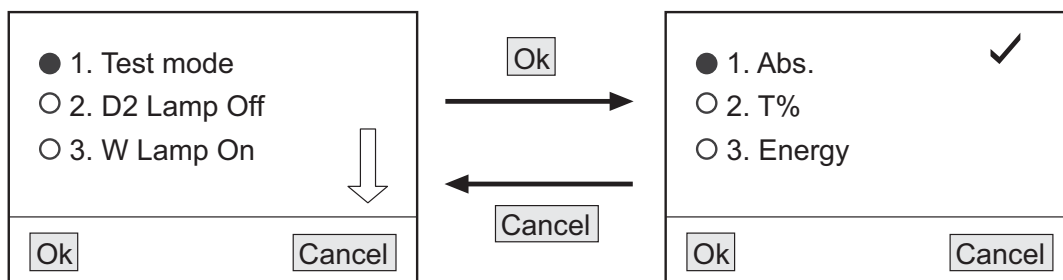 1. Test mode
2. D2 Lamp Off
3. W Lamp On
Ok Cancel
Ok
Cancel
1. Abs.
2. T%
3. Energy
Ok Cancel